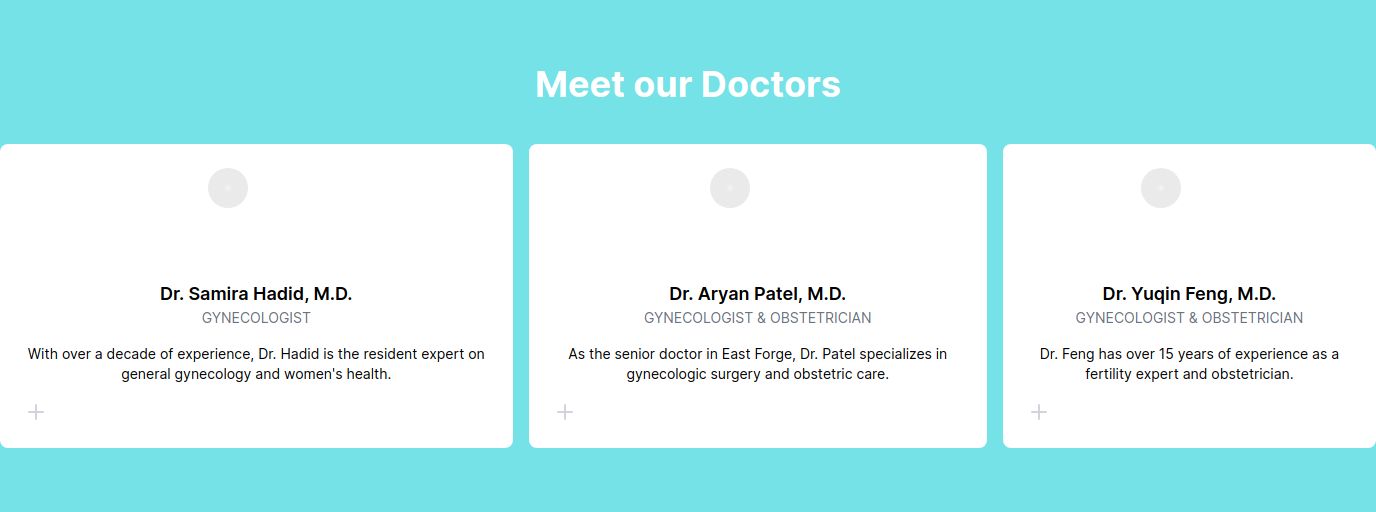 Meet our Doctors
Dr. Samira Hadid, M.D.
GYNECOLOGIST
With over a decade of experience, Dr. Hadid is the resident expert on
general gynecology and women's health.
Dr. Aryan Patel, M.D.
GYNECOLOGIST & OBSTETRICIAN
As the senior doctor in East Forge, Dr. Patel specializes in
gynecologic surgery and obstetric care.
Dr. Yuqin Feng, M.D.
GYNECOLOGIST & OBSTETRICIAN
Dr. Feng has over 15 years of experience as a
fertility expert and obstetrician.